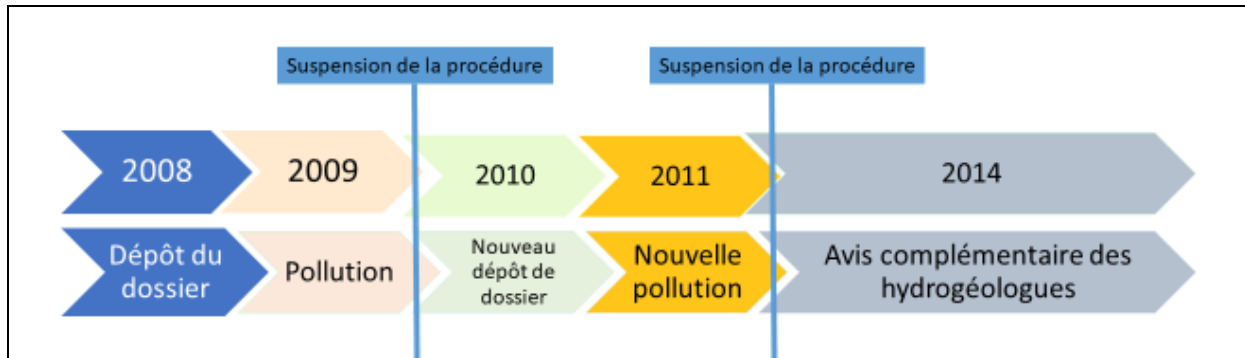 Suspension de la procédure
Suspension de la procédure
2008
2009
2010
2011
2014
Dépôt du
dossier
Pollution
Nouveau
dépôt de
dossier
Nouvelle
pollution
Avis complémentaire des
hydrogéologues